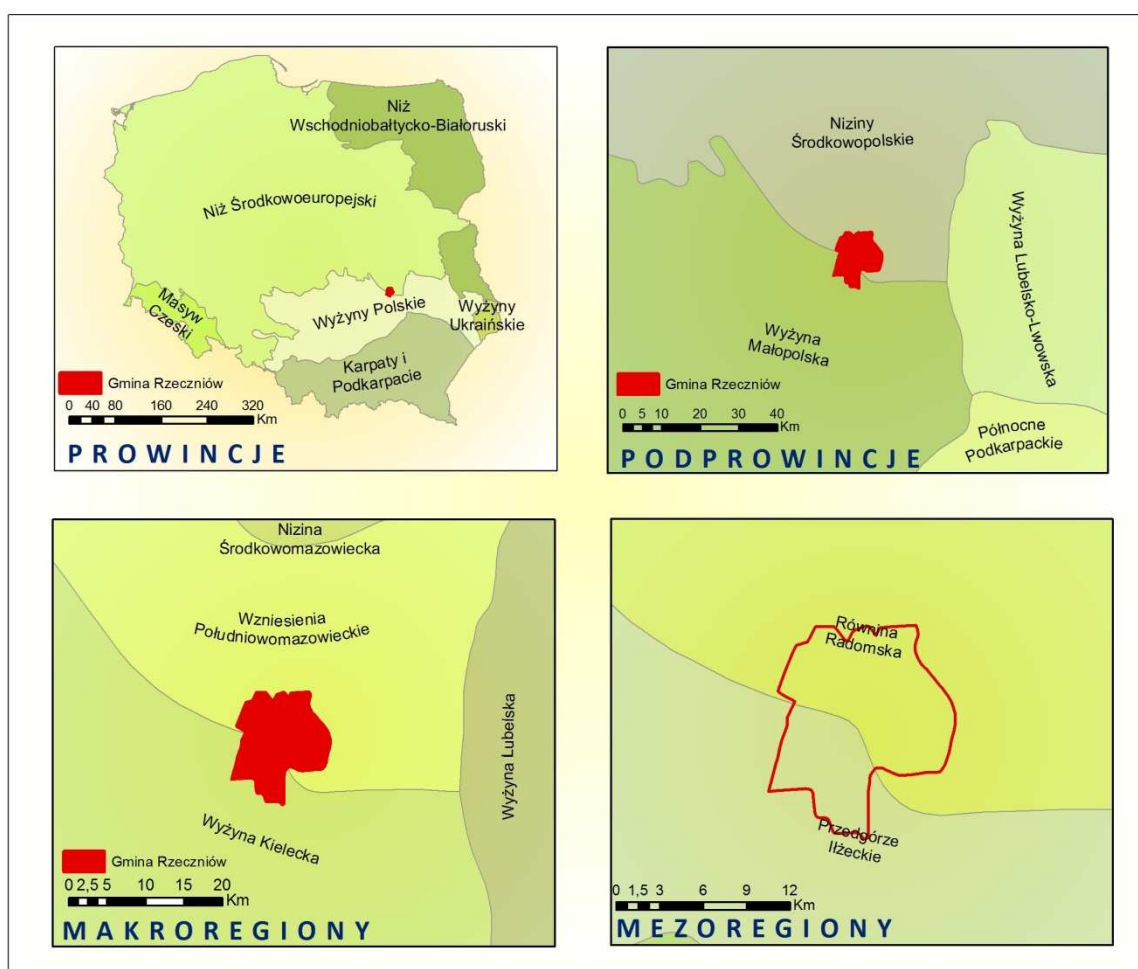 Niż
Wschodniobałtycko-Białoruski
Niż Środkowoeuropejski
Masyw
Czeski
Wyżyny Polskie
Wyżyny
Ukraińskie
Karpaty i
Podkarpacie
Gmina Rzeczniów
0 40 80 160 240 320
Km
PROWINCJE
Niziny
Środkowopolskie
Wyżyna Lubelsko-Lwowska
Wyżyna
Małopolska
Gmina Rzeczniów
0 5 10 20 30 40
Km
Północne
Podkarpackie
PODPROWINCJE
Nizina
Środkowomazowiecka
Wzniesienia
Południowomazowieckie
Wyżyna Lubelska
Wyżyna Kielecka
Gmina Rzeczniów
0 2,5 5 10 15 20
Km
MAKROREGIONY
Równina
Radomska
Przedgórze
Iłżeckie
0 1,5 3 6 9 12
Km
MEZOREGIONY